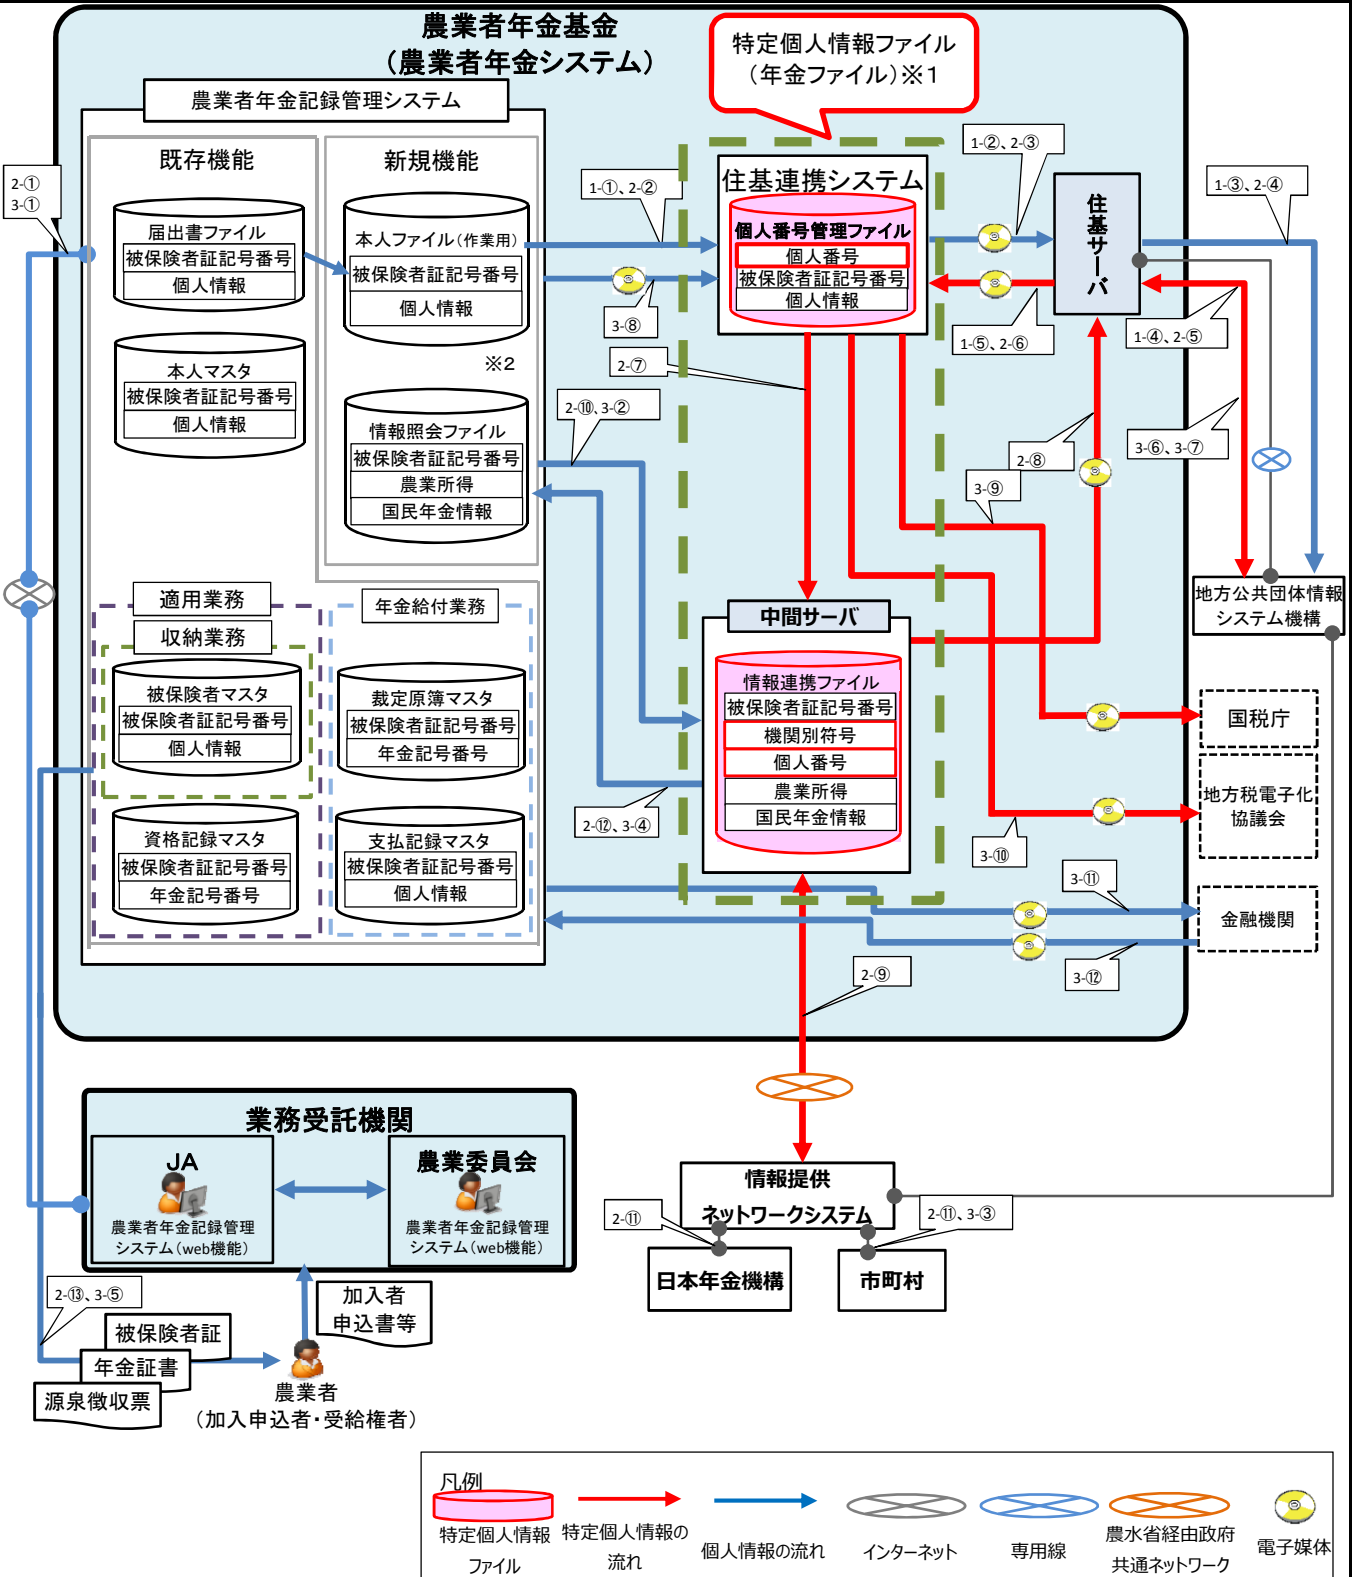 農業者年金基金
（農業者年金システム）
特定個人情報ファイル
（年金ファイル）※1
農業者年金記録管理システム
既存機能
新規機能
2-①
3-①
届出書ファイル
被保険者証記号番号
個人情報
本人ファイル（作業用）
被保険者証記号番号
個人情報
※2
本人マスタ
被保険者証記号番号
個人情報
情報照会ファイル
被保険者証記号番号
農業所得
国民年金情報
1-①、2-②
3-⑧
住基連携システム
個人番号管理ファイル
個人番号
被保険者証記号番号
個人情報
1-②、2-③
住基サーバ
1-③、2-④
1-⑤、2-⑥
1-④、2-⑤
2-⑦
2-⑩、3-②
2-⑧
3-⑨
3-⑥、3-⑦
地方公共団体情報
システム機構
適用業務
収納業務
年金給付業務
被保険者マスタ
被保険者証記号番号
個人情報
裁定原簿マスタ
被保険者証記号番号
年金記号番号
資格記録マスタ
被保険者証記号番号
年金記号番号
支払記録マスタ
被保険者証記号番号
個人情報
中間サーバ
情報連携ファイル
被保険者証記号番号
機関別符号
個人番号
農業所得
国民年金情報
2-⑫、3-④
国税庁
地方税電子化
協議会
3-⑩
3-⑪
金融機関
3-⑫
2-⑨
業務受託機関
JA
農業者年金記録管理
システム（web機能）
農業委員会
農業者年金記録管理
システム（web機能）
情報提供
ネットワークシステム
2-⑪
2-⑪、3-③
日本年金機構
市町村
2-⑬、3-⑤
加入者
申込書等
被保険者証
年金証書
源泉徴収票
農業者
（加入申込者・受給権者）
凡例
特定個人情報
ファイル
特定個人情報の
流れ
個人情報の流れ
インターネット
専用線
農水省経由政府
共通ネットワーク
電子媒体